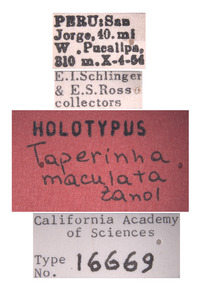 PERU: San
Jorge, 40. mi
W. Pucallpa,
310 m. X-4-54
E.I. Schlinger
& E.S. Ross
collectors
HOLOTYPUS
Taperinha
maculata
Zanol
California Academy
of Sciences
Type
No. 16669